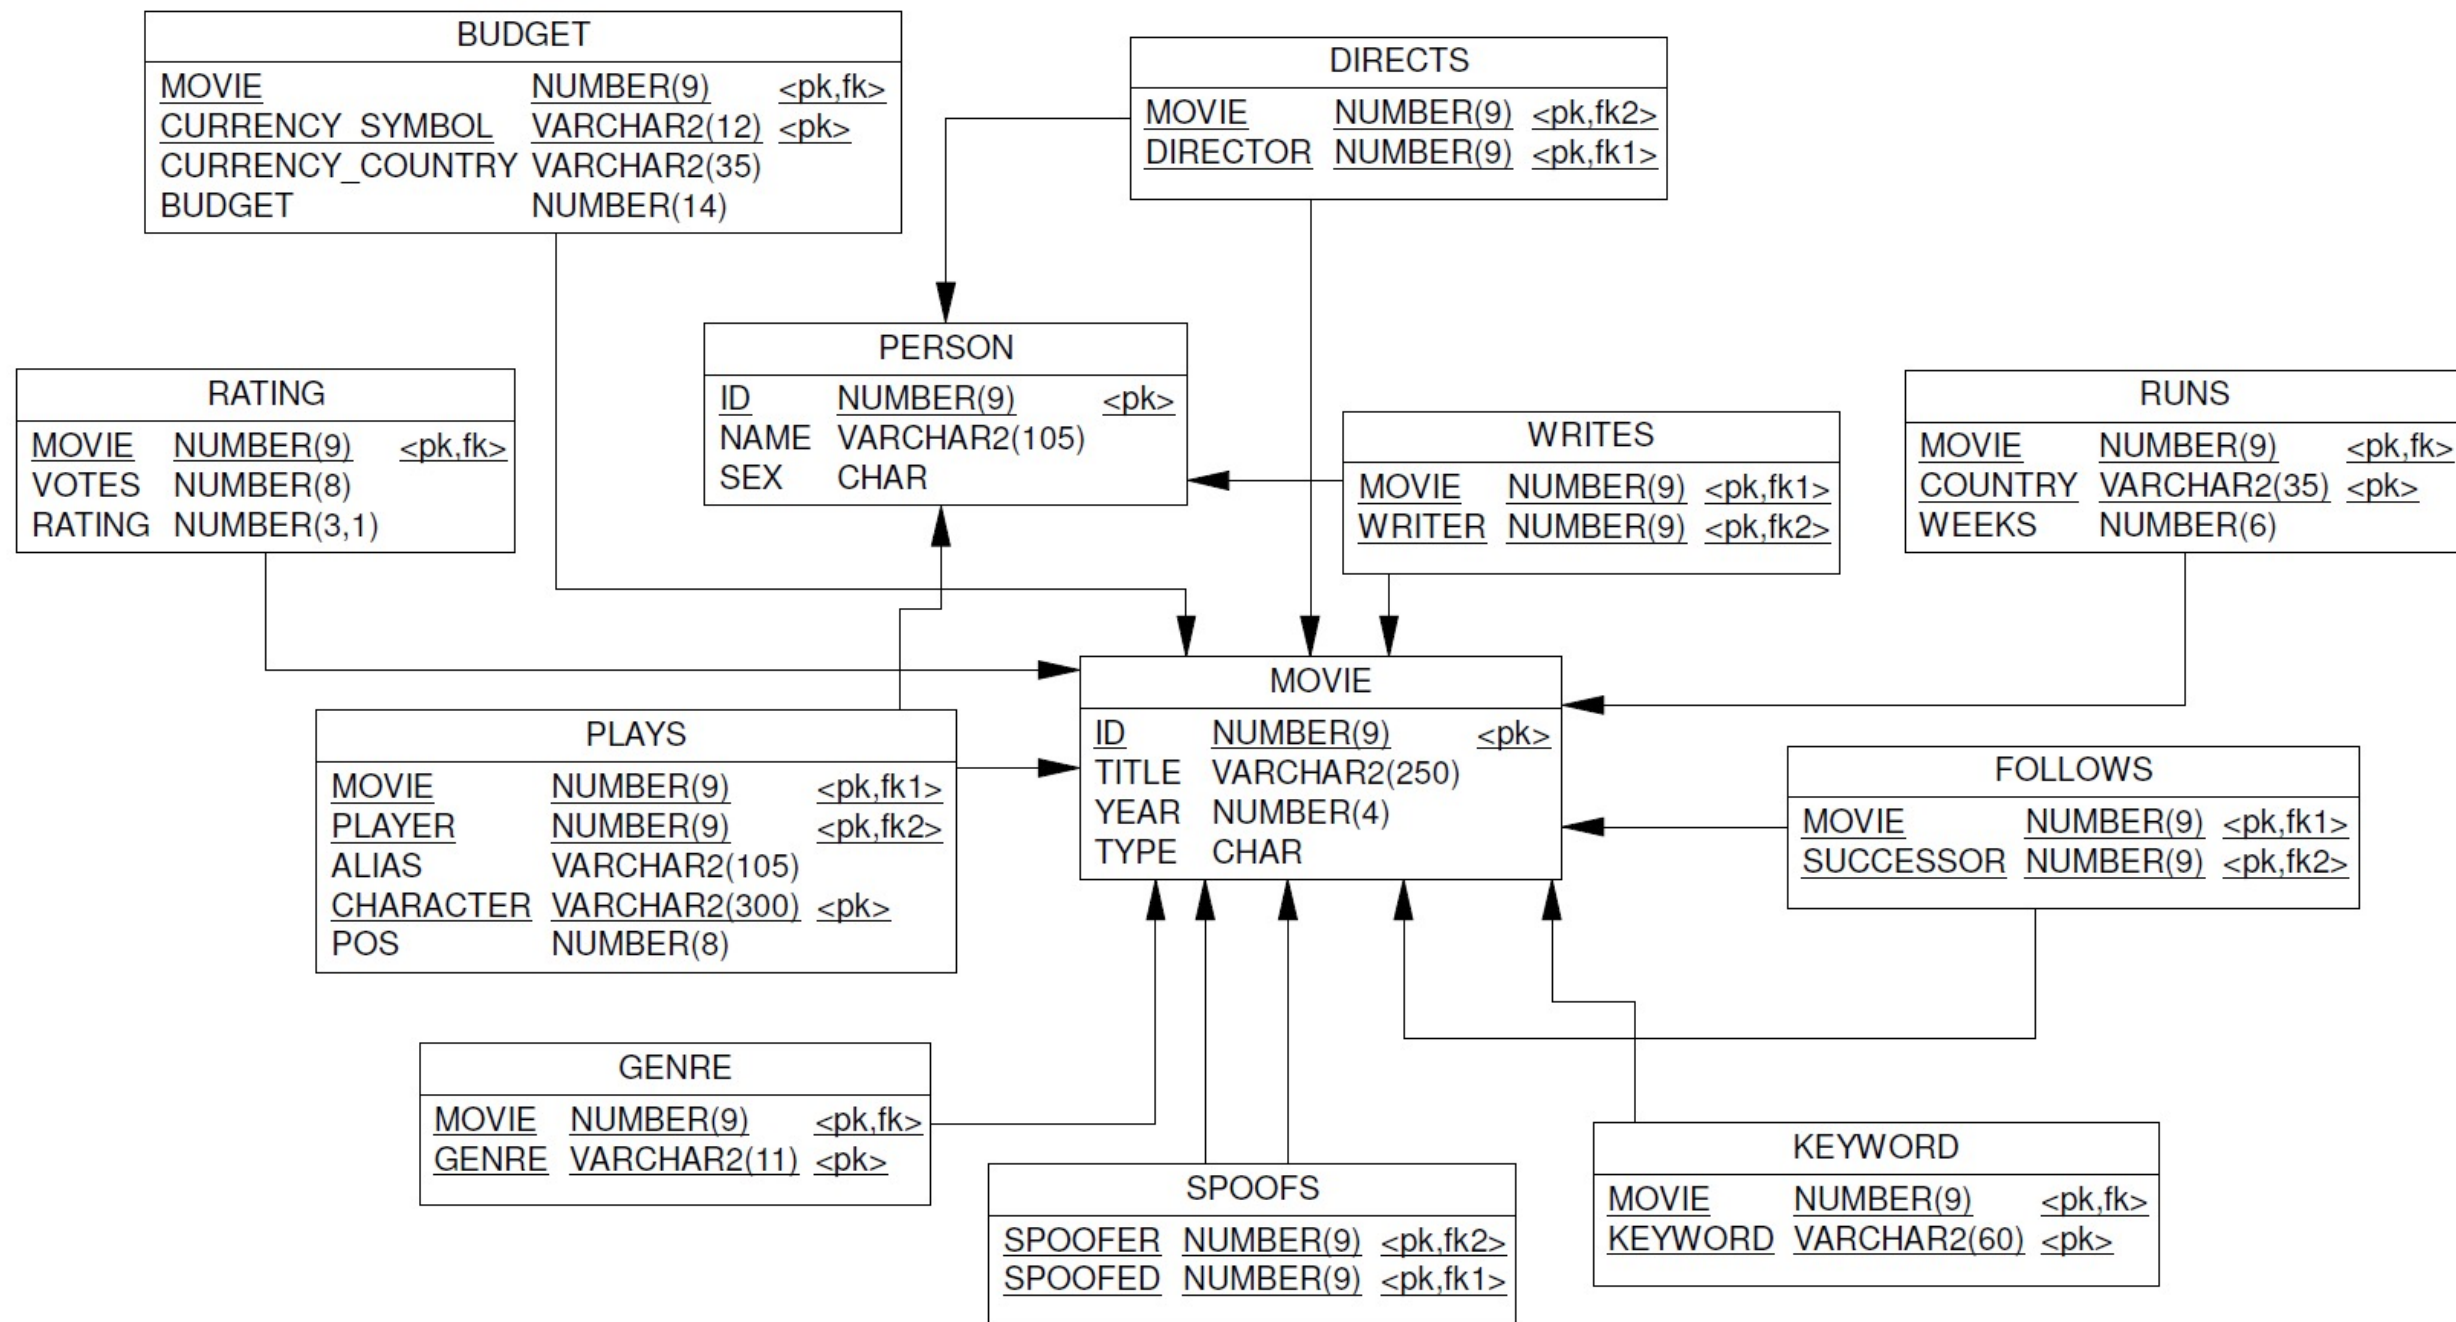 BUDGET
MOVIE NUMBER(9) <pk,fk>
CURRENCY_SYMBOL VARCHAR2(12) <pk>
CURRENCY_COUNTRY VARCHAR2(35)
BUDGET NUMBER(14)
DIRECTS
MOVIE NUMBER(9) <pk,fk2>
DIRECTOR NUMBER(9) <pk,fk1>
PERSON
ID NUMBER(9) <pk>
NAME VARCHAR2(105)
SEX CHAR
RATING
MOVIE NUMBER(9) <pk,fk>
VOTES NUMBER(8)
RATING NUMBER(3,1)
WRITES
MOVIE NUMBER(9) <pk,fk1>
WRITER NUMBER(9) <pk,fk2>
RUNS
MOVIE NUMBER(9) <pk,fk>
COUNTRY VARCHAR2(35) <pk>
WEEKS NUMBER(6)
MOVIE
ID NUMBER(9) <pk>
TITLE VARCHAR2(250)
YEAR NUMBER(4)
TYPE CHAR
PLAYS
MOVIE NUMBER(9) <pk,fk1>
PLAYER NUMBER(9) <pk,fk2>
ALIAS VARCHAR2(105)
CHARACTER VARCHAR2(300) <pk>
POS NUMBER(8)
FOLLOWS
MOVIE NUMBER(9) <pk,fk1>
SUCCESSOR NUMBER(9) <pk,fk2>
GENRE
MOVIE NUMBER(9) <pk,fk>
GENRE VARCHAR2(11) <pk>
SPOOFS
SPOOFER NUMBER(9) <pk,fk2>
SPOOFED NUMBER(9) <pk,fk1>
KEYWORD
MOVIE NUMBER(9) <pk,fk>
KEYWORD VARCHAR2(60) <pk>